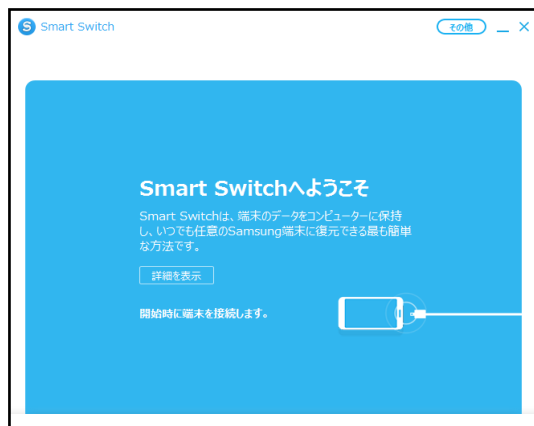 S Smart Switch その他
Smart Switchへようこそ
Smart Switchは、端末のデータをコンピューターに保持
し、いつでも任意のSamsung端末に復元できる最も簡単
な方法です。
詳細を表示
開始時に端末を接続します。